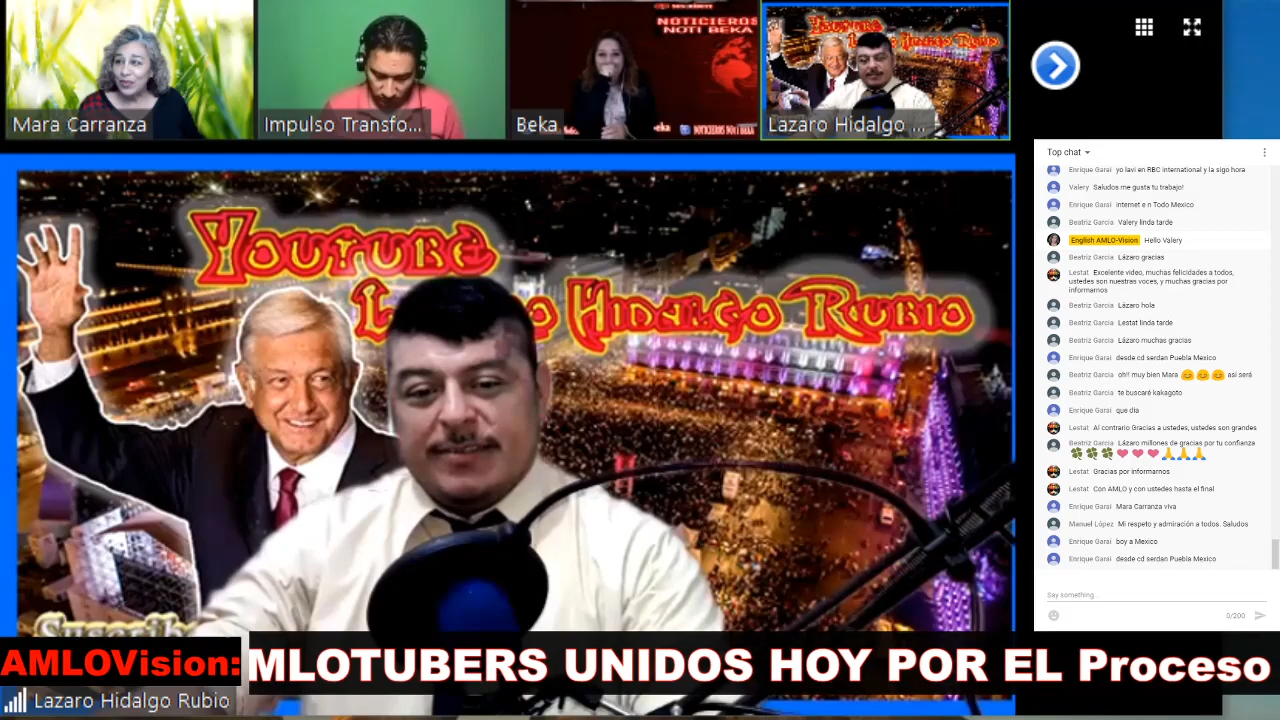 NOTICIEROS
NOTI BEKA
Mara Carranza
Impulso Transfo...
Beka
NOTICIEROS NOTI BEKA
Lazaro Hidalgo ...
Youtube
Hidalgo Rubio
Top chat
Enrique Garai yo lavi en RBC international y la sigo hora
Valery Saludos me gusta tu trabajo!
Enrique Garai internet e n Todo Mexico
Beatriz Garcia Valery linda tarde
English AMLO-Vision Hello Valery
Beatriz Garcia Lázaro gracias
Lestat Excelente video, muchas felicidades a todos,
ustedes son nuestras voces, y muchas gracias por
informarnos
Beatriz Garcia Lázaro hola
Beatriz Garcia Lestat linda tarde
Beatriz Garcia Lázaro muchas gracias
Enrique Garai desde cd serdan Puebla Mexico
Beatriz Garcia oh!! muy bien Mara 😊😊😊 asi será
Beatriz Garcia te buscaré kakagoto
Enrique Garai que día
Lestat Al contrario Gracias a ustedes, ustedes son grandes
Beatriz Garcia Lázaro millones de gracias por tu confianza
🍀🍀🍀❤❤❤🙏🙏🙏
Lestat Gracias por informarnos
Lestat Con AMLO y con ustedes hasta el final
Enrique Garai Mara Carranza viva
Manuel López Mi respeto y admiración a todos. Saludos
Enrique Garai boy a Mexico
Enrique Garai desde cd serdan Puebla Mexico
Say something...
0/200
AMLOVision: MLOTUBERS UNIDOS HOY POR EL Proceso
Lazaro Hidalgo Rubio